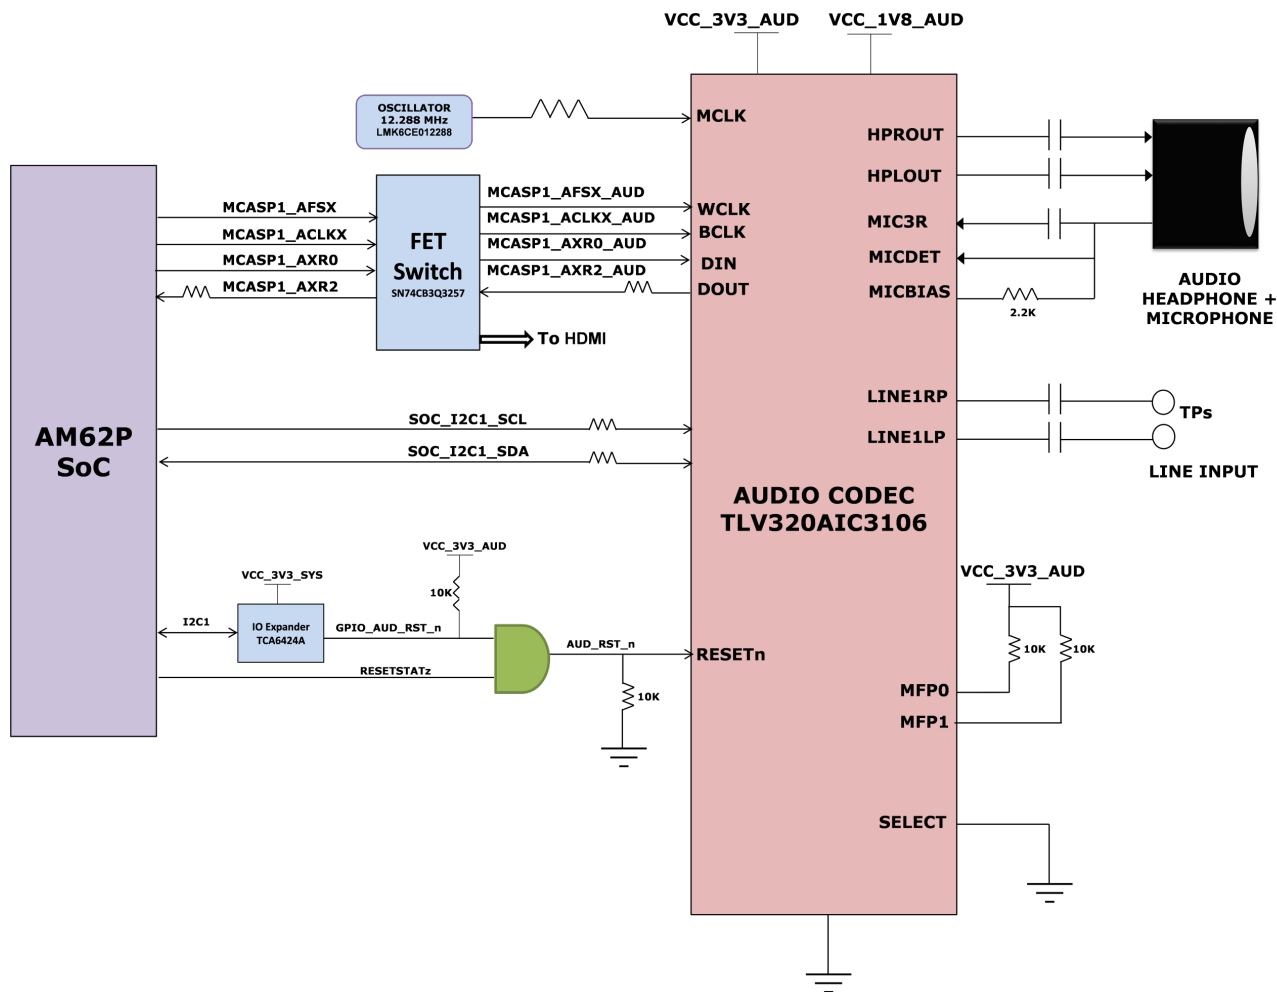 VCC_3V3_AUD
VCC_1V8_AUD
OSCILLATOR
12.288 MHz
LMK6CE012288
MCLK
HPROUT
HPLOUT
MCASP1_AFSX
MCASP1_ACLKX
MCASP1_AXR0
MCASP1_AXR2
FET
Switch
SN74CB3Q3257
MCASP1_AFSX_AUD
MCASP1_ACLKX_AUD
MCASP1_AXR0_AUD
MCASP1_AXR2_AUD
WCLK
BCLK
DIN
DOUT
MIC3R
MICDET
MICBIAS
2.2K
AUDIO
HEADPHONE +
MICROPHONE
To HDMI
LINE1RP
LINE1LP
TPs
LINE INPUT
SOC_I2C1_SCL
SOC_I2C1_SDA
AM62P
SoC
AUDIO CODEC
TLV320AIC3106
VCC_3V3_AUD
10K
VCC_3V3_SYS
I2C1
IO Expander
TCA6424A
GPIO_AUD_RST_n
RESETSTATz
AUD_RST_n
10K
RESETn
VCC_3V3_AUD
10K
10K
MFP0
MFP1
SELECT